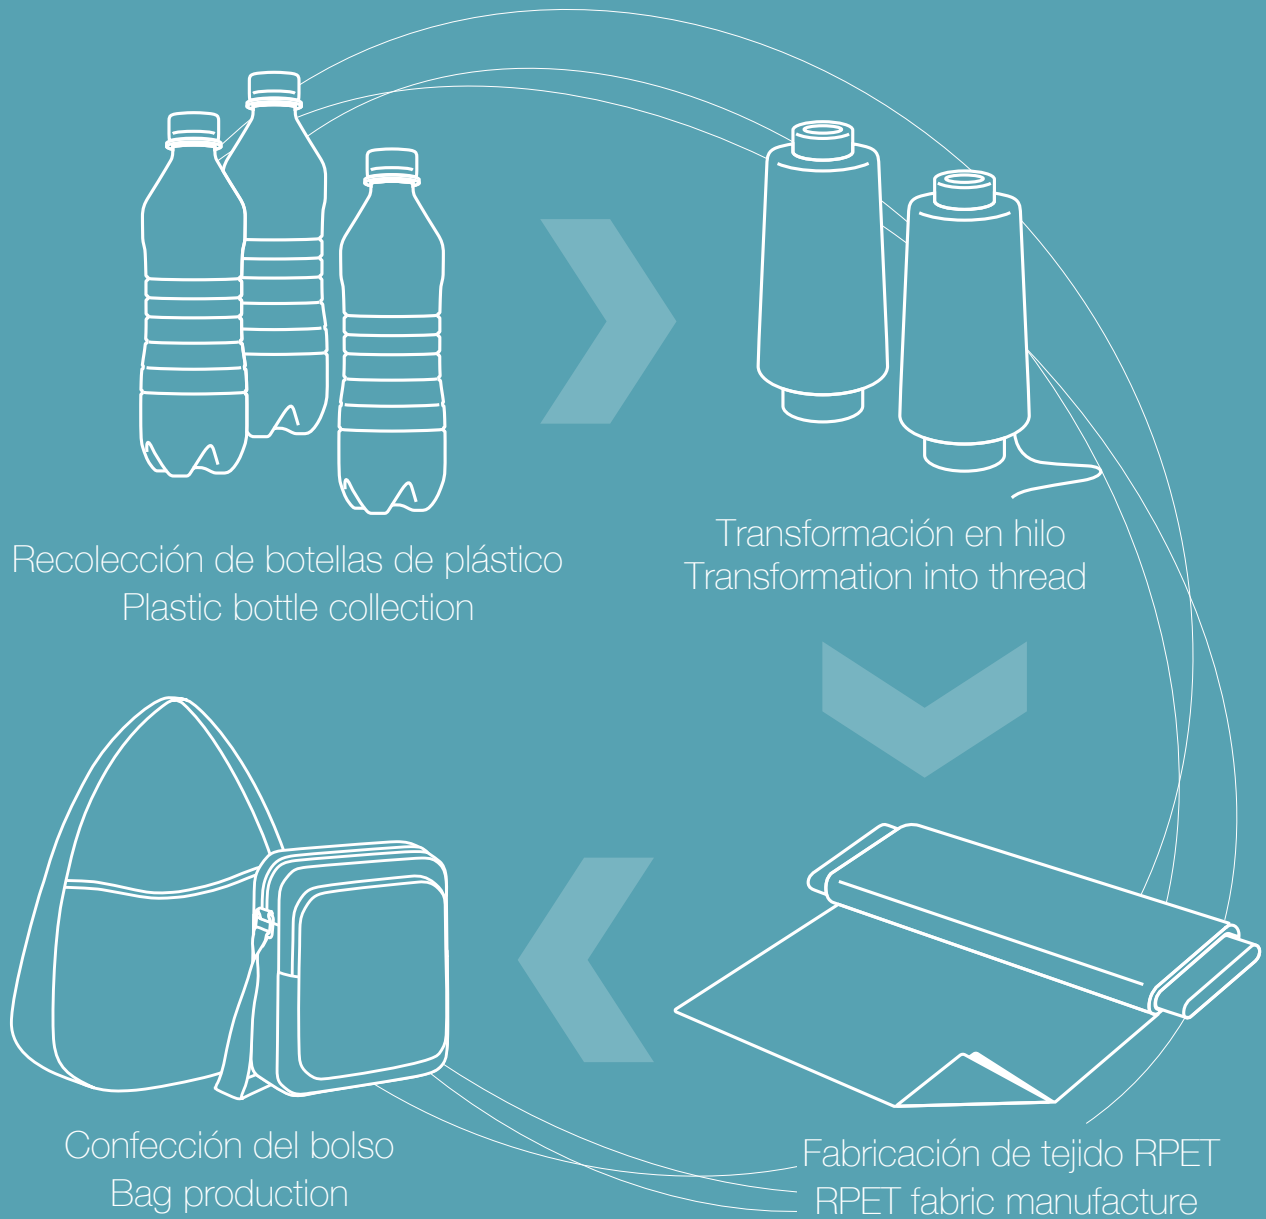 Recolección de botellas de plástico
Plastic bottle collection
Transformación en hilo
Transformation into thread
Fabricación de tejido RPET
RPET fabric manufacture
Confección del bolso
Bag production